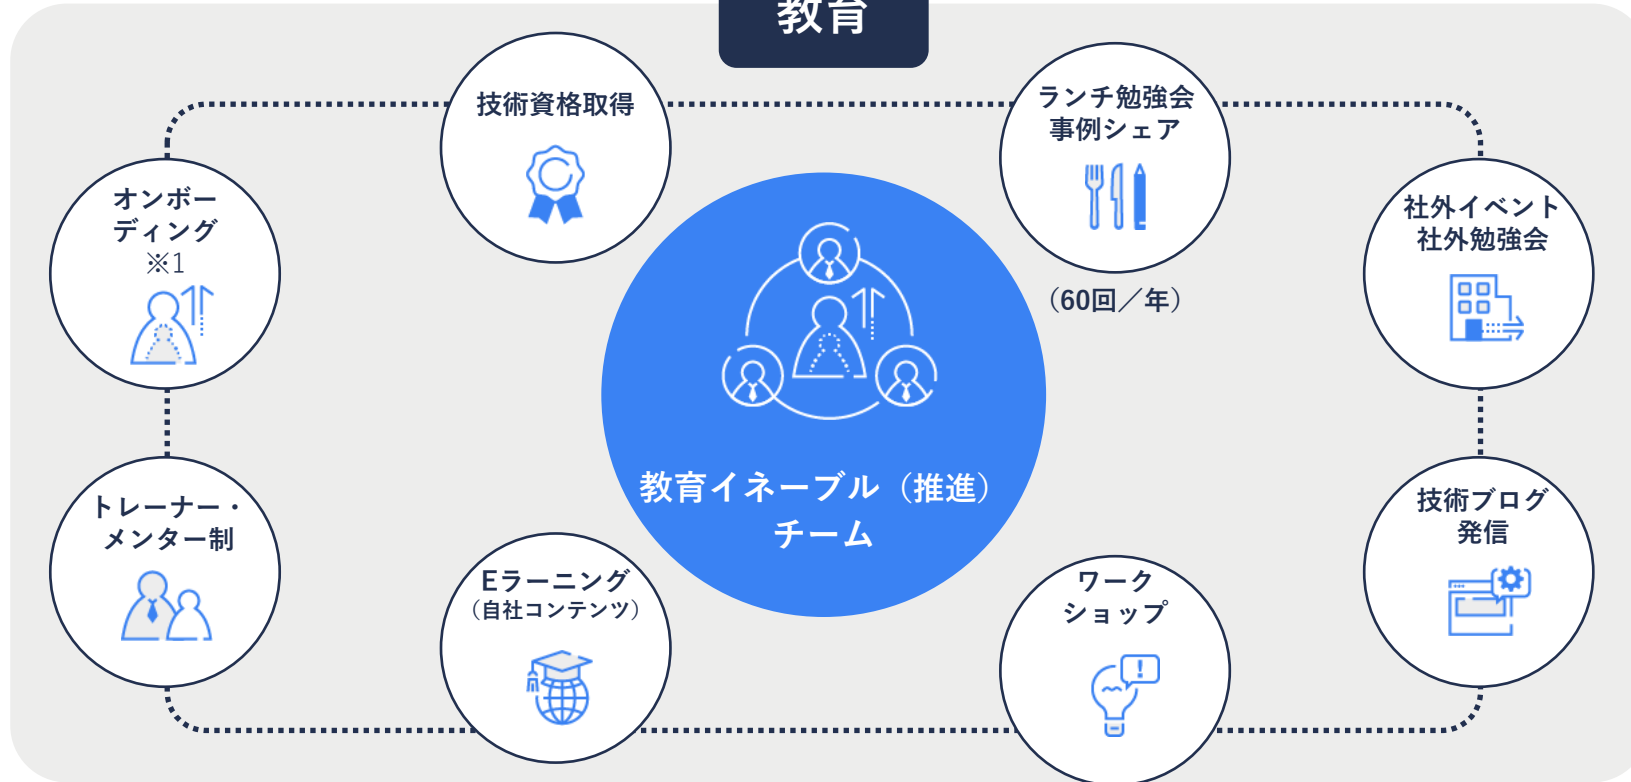 教育
技術資格取得
ランチ勉強会
事例シェア
(60回／年)
オンボー
ディング
※1
社外イベント
社外勉強会
教育イネーブル（推進）
チーム
トレーナー・
メンター制
技術ブログ
発信
Eラーニング
（自社コンテンツ）
ワーク
ショップ